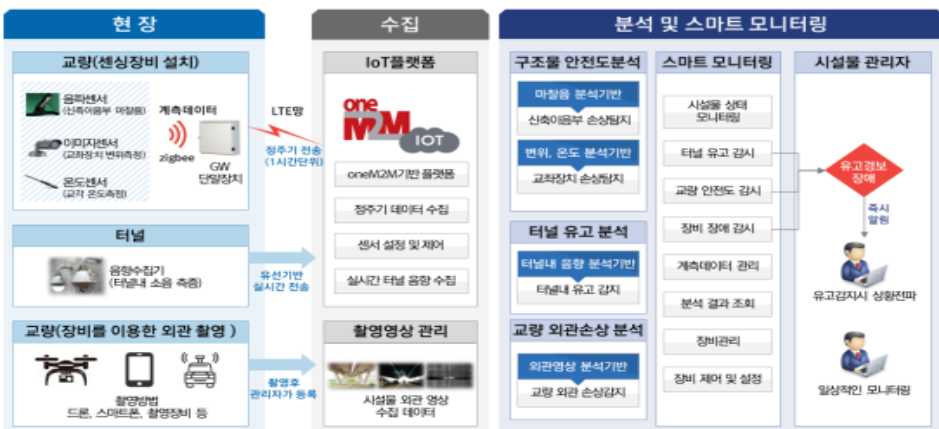 현 장
교량(센싱장비 설치)
음파센서
(신축이음부 마찰음)
이미지센서
(교좌장치 변위측정)
온도센서
(교각 온도측정)
계측데이터
zigbee
GW
단말장치
LTE망
정주기 전송
(1시간단위)
터널
음향수집기
(터널내 소음 측증)
유선기반
실시간 전송
교량(장비를 이용한 외관 촬영 )
촬영방법
드론, 스마트폰, 촬영장비 등
촬영후
관리자가 등록
수집
IoT플랫폼
one
M2M
IOT
oneM2M기반 플랫폼
정주기 데이터 수집
센서 설정 및 제어
실시간 터널 음향 수집
촬영영상 관리
시설물 외관 영상
수집 데이터
분석 및 스마트 모니터링
구조물 안전도분석
마찰음 분석기반
신축이음부 손상탐지
변위, 온도 분석기반
교좌장치 손상탐지
터널 유고 분석
터널내 음향 분석기반
터널내 유고 감지
교량 외관손상 분석
외관영상 분석기반
교량 외관 손상감지
스마트 모니터링
시설물 상태
모니터링
터널 유고 감시
교량 안전도 감시
장비 장애 감시
계측데이터 관리
분석 결과 조회
장비관리
장비 제어 및 설정
시설물 관리자
유고경보
장애
즉시
알림
유고감지시 상황전파
일상적인 모니터링